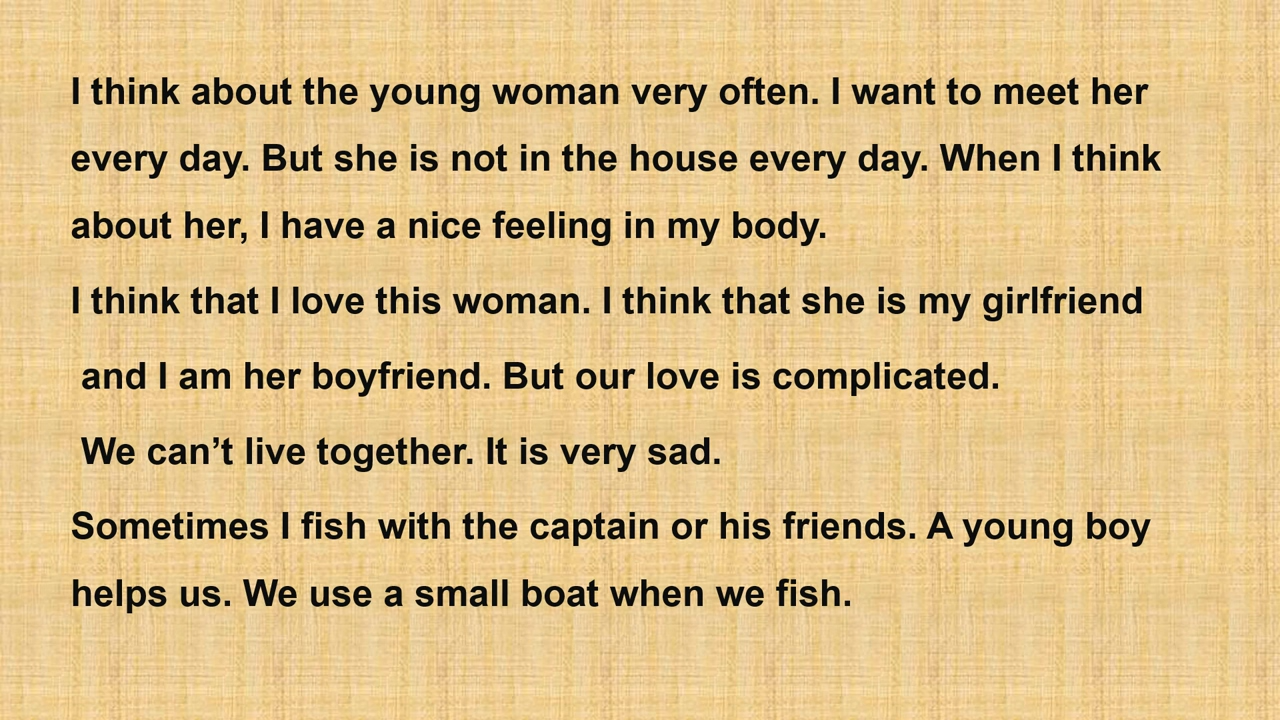 I think about the young woman very often. I want to meet her
every day. But she is not in the house every day. When I think
about her, I have a nice feeling in my body.
I think that I love this woman. I think that she is my girlfriend
and I am her boyfriend. But our love is complicated.
We can’t live together. It is very sad.
Sometimes I fish with the captain or his friends. A young boy
helps us. We use a small boat when we fish.